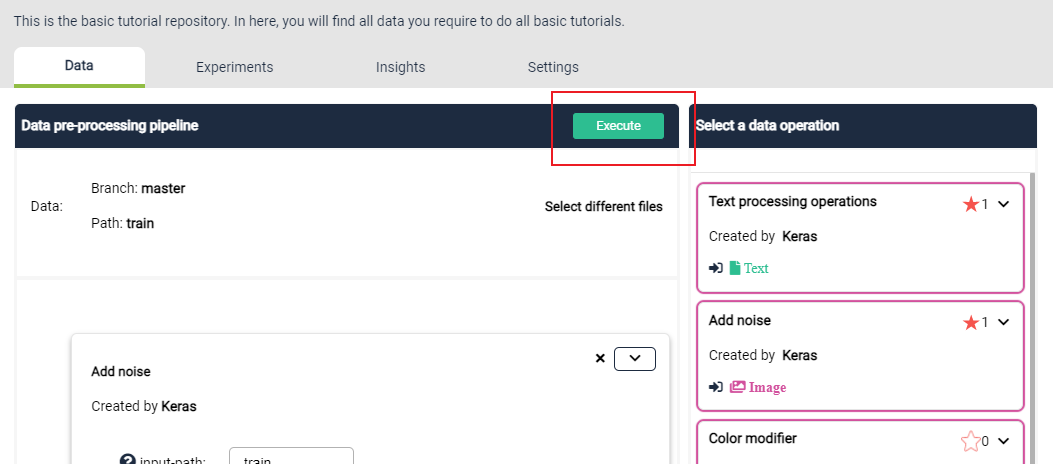 This is the basic tutorial repository. In here, you will find all data you require to do all basic tutorials.
Data
Experiments
Insights
Settings
Data pre-processing pipeline
Execute
Data:
Branch: master
Path: train
Select different files
Add noise
Created by Keras
input-path:
train
Select a data operation
Text processing operations
1
Created by Keras
Text
Add noise
1
Created by Keras
Image
Color modifier
0